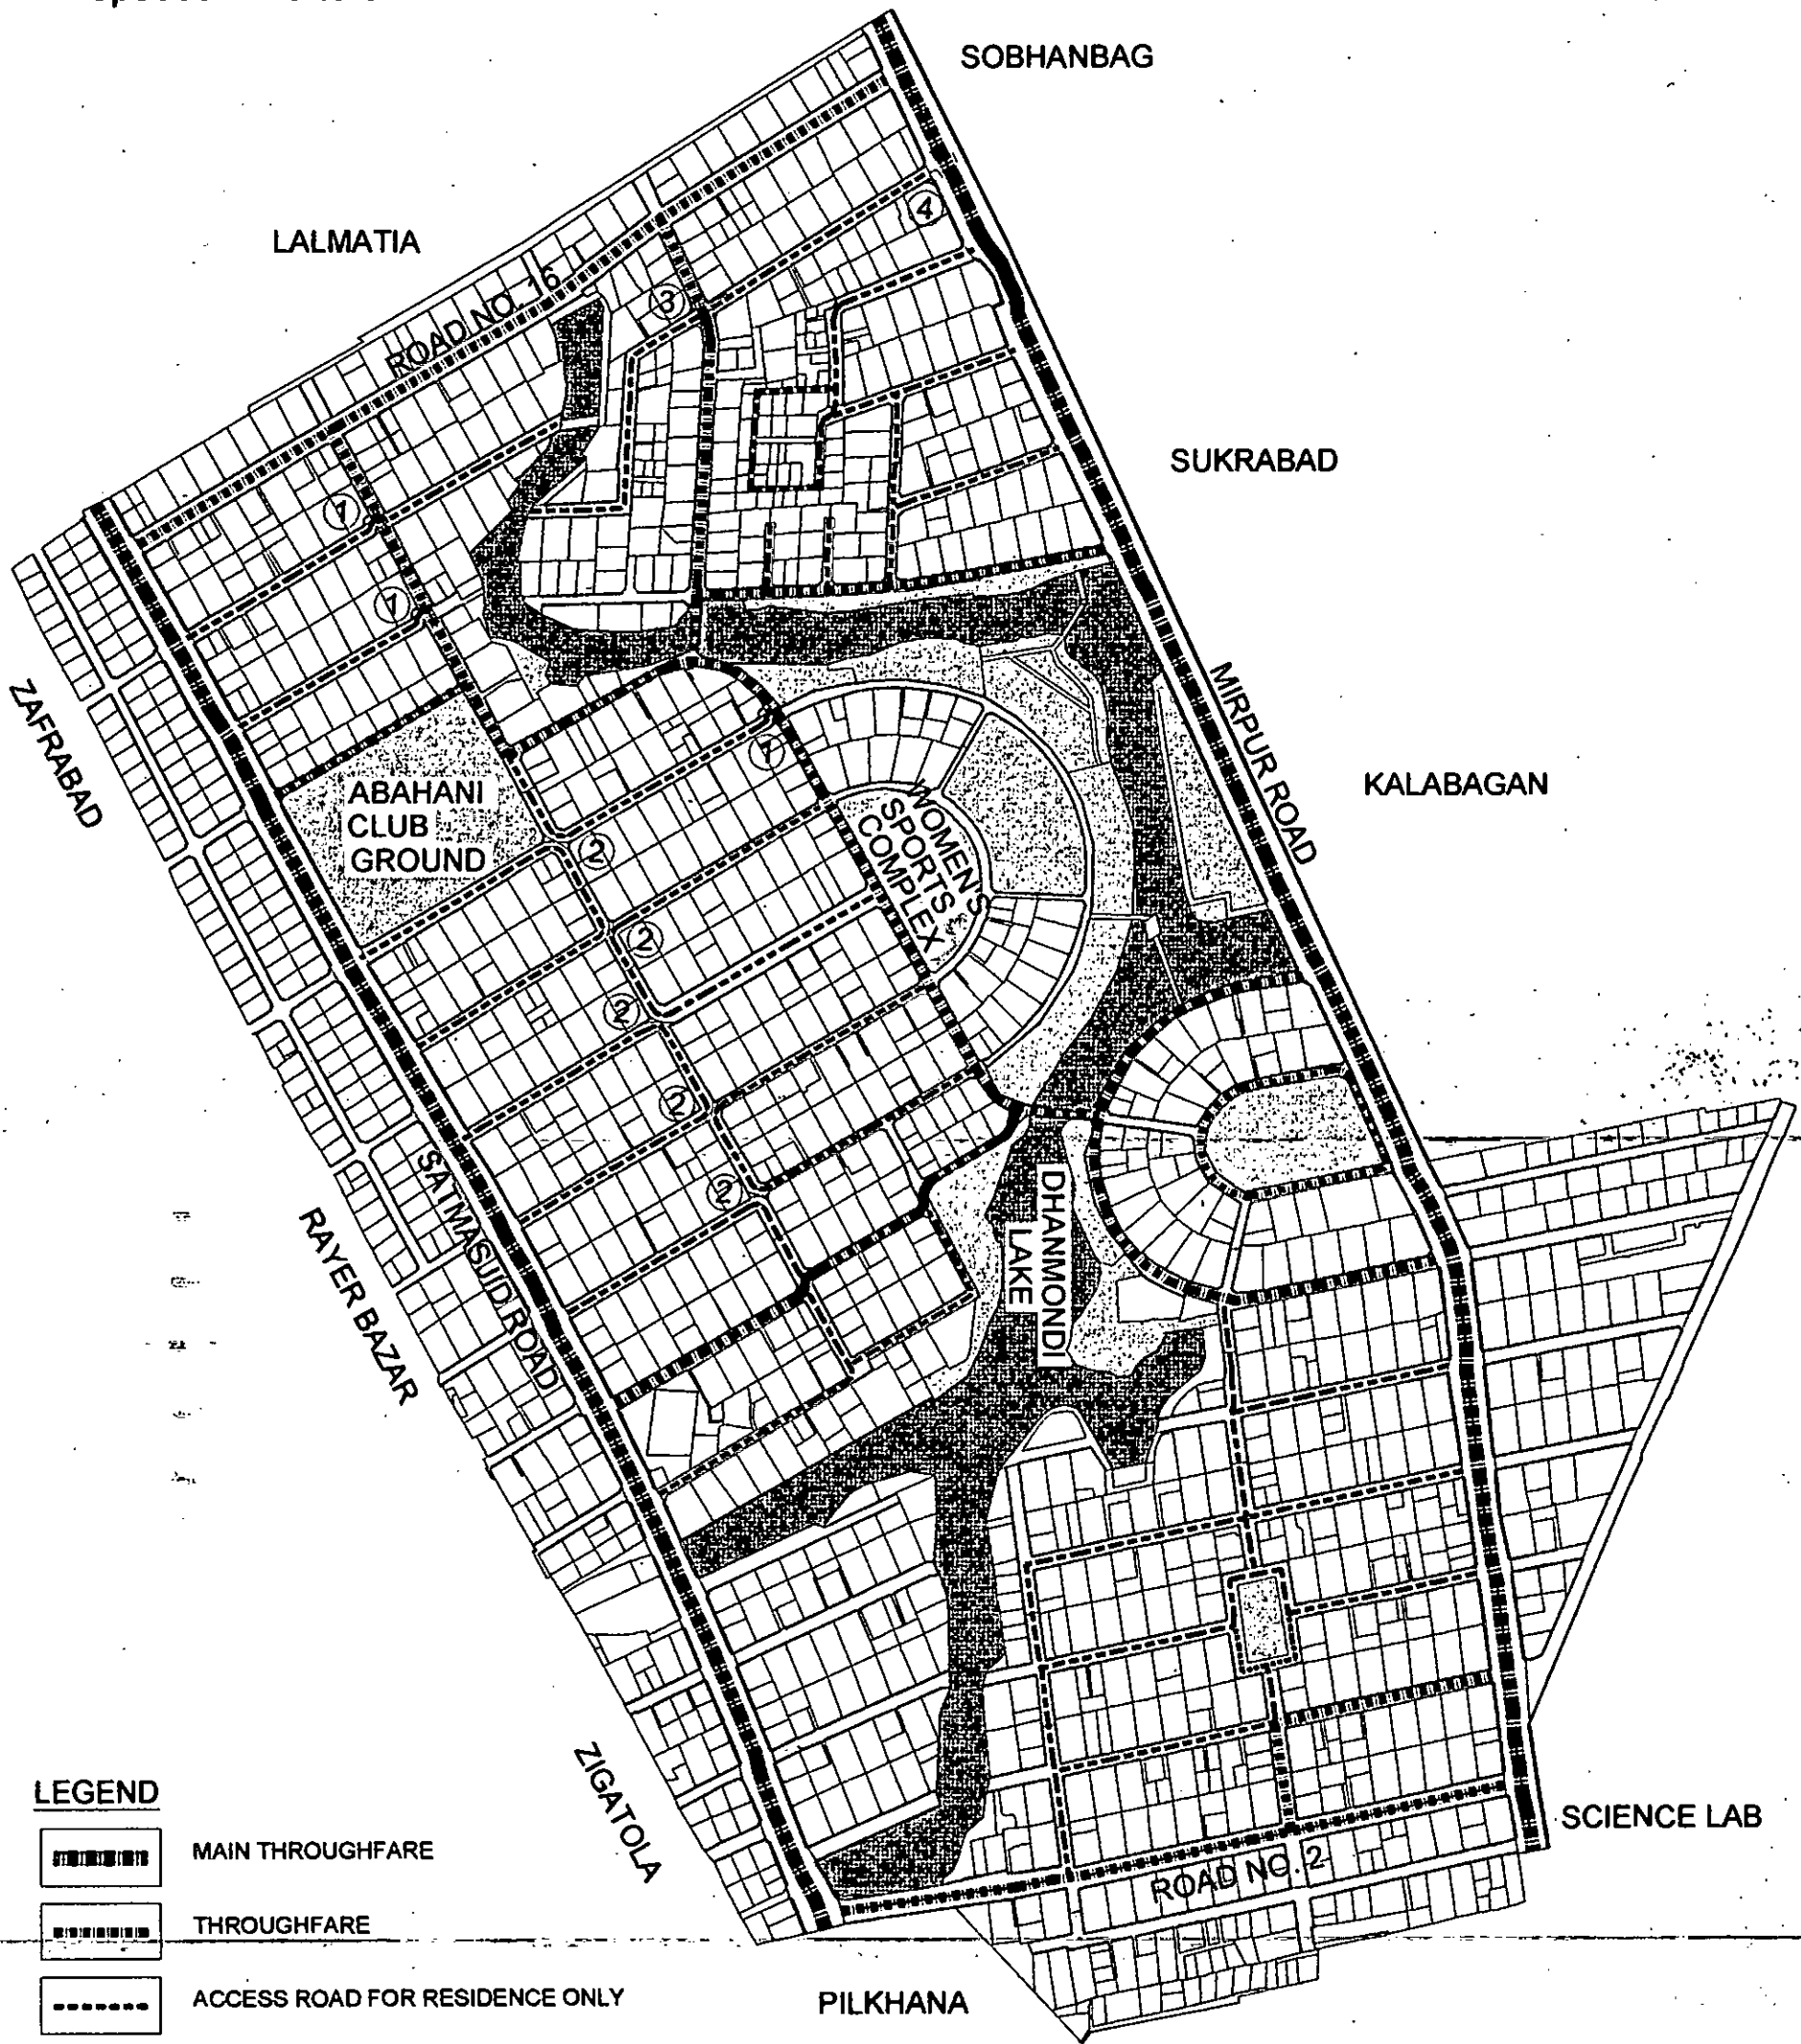 SOBHANBAG
LALMATIA
4
3
ROAD NO. 16
SUKRABAD
1
1
ZAFRABAD
MIRPUR ROAD
KALABAGAN
1
ABAHANI
CLUB
GROUND
WOMEN'S
SPORTS
COMPLEX
2
2
2
2
2
SATMASJID ROAD
RAYER BAZAR
DHANMONDI
LAKE
ZIGATOLA
SCIENCE LAB
ROAD NO. 2
PILKHANA
LEGEND
MAIN THROUGHFARE
THROUGHFARE
ACCESS ROAD FOR RESIDENCE ONLY